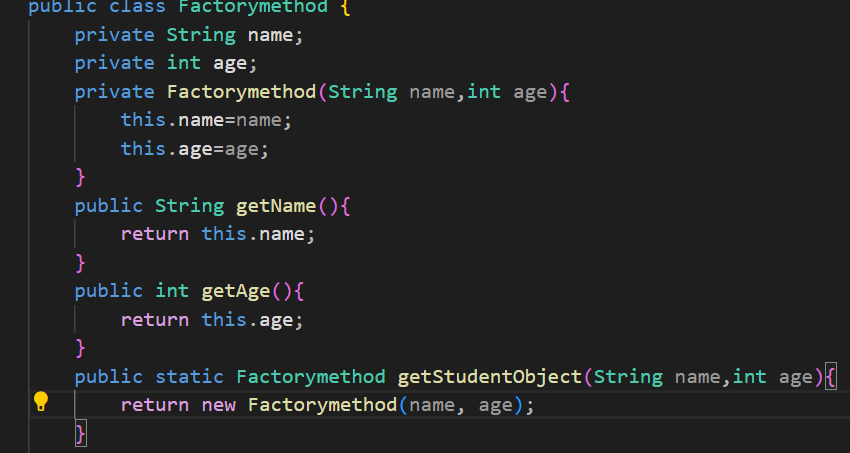 public class Factorymethod {
private String name;
private int age;
private Factorymethod(String name,int age){
this.name=name;
this.age=age;
}
public String getName(){
return this.name;
}
public int getAge(){
return this.age;
}
public static Factorymethod getStudentObject(String name,int age){
return new Factorymethod(name, age);
}